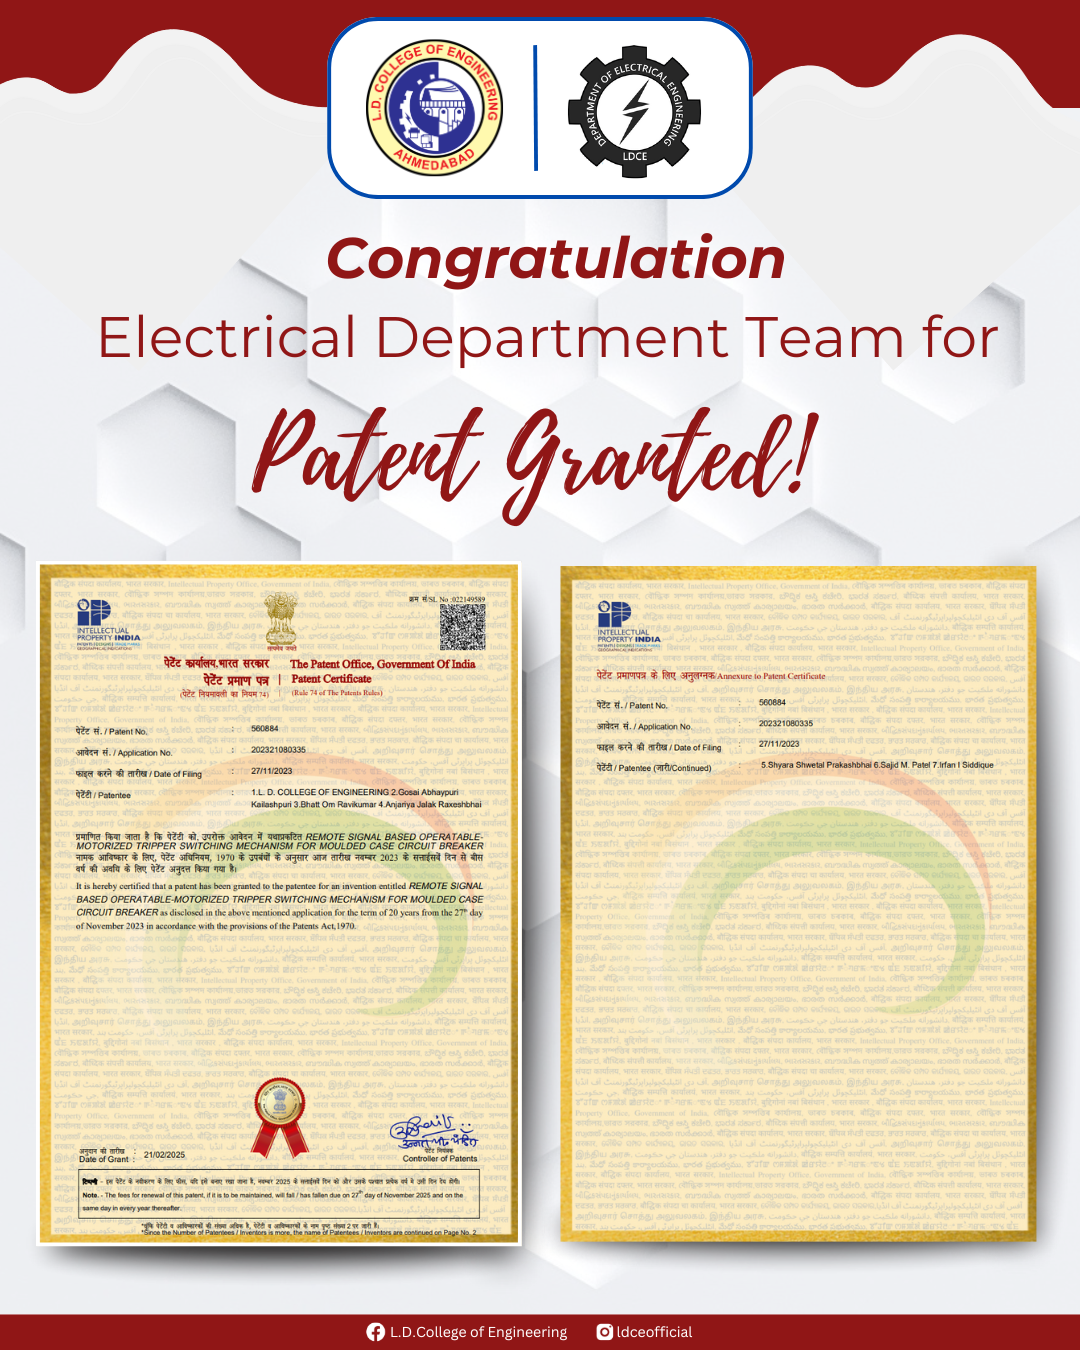 L.D. COLLEGE OF ENGINEERING
AHMEDABAD
DEPARTMENT OF ELECTRICAL ENGINEERING
LDCE
Congratulation
Electrical Department Team for
Patent Granted!
क्रम सं/SL No :022149589
INTELLECTUAL
PROPERTY INDIA
PATENTS | DESIGNS | TRADE MARKS
GEOGRAPHICAL INDICATIONS
सत्यमेव जयते
पेटेंट कार्यालय,भारत सरकार
पेटेंट प्रमाण पत्र
(पेटेंट नियमावली का नियम 74)
The Patent Office, Government Of India
Patent Certificate
(Rule 74 of The Patents Rules)
पेटेंट सं. / Patent No. : 560884
आवेदन सं. / Application No. : 202321080335
फाइल करने की तारीख / Date of Filing : 27/11/2023
पेटेंटी / Patentee : 1.L. D. COLLEGE OF ENGINEERING 2.Gosai Abhaypuri
Kailashpuri 3.Bhatt Om Ravikumar 4.Anjariya Jalak Raxeshbhai
प्रमाणित किया जाता है कि पेटेंटी को, उपरोक्त आवेदन में यथाप्रकटित REMOTE SIGNAL BASED OPERATABLE-
MOTORIZED TRIPPER SWITCHING MECHANISM FOR MOULDED CASE CIRCUIT BREAKER
नामक आविष्कार के लिए, पेटेंट अधिनियम, 1970 के उपबंधों के अनुसार आज तारीख नवम्बर 2023 के सत्ताईसवें दिन से बीस
वर्ष की अवधि के लिए पेटेंट अनुदत्त किया गया है।
It is hereby certified that a patent has been granted to the patentee for an invention entitled REMOTE SIGNAL
BASED OPERATABLE-MOTORIZED TRIPPER SWITCHING MECHANISM FOR MOULDED CASE
CIRCUIT BREAKER as disclosed in the above mentioned application for the term of 20 years from the 27th day
of November 2023 in accordance with the provisions of the Patents Act,1970.
अनुदान की तारीख :
Date of Grant : 21/02/2025
पेटेंट नियंत्रक
Controller of Patents
टिप्पणी - इस पेटेंट के नवीकरण के लिए फीस, यदि इसे बनाए रखा जाना है, नवम्बर 2025 के सत्ताईसवें दिन को और उसके पश्चात प्रत्येक वर्ष में उसी दिन देय होगी।
Note. - The fees for renewal of this patent, if it is to be maintained, will fall / has fallen due on 27th day of November 2025 and on the
same day in every year thereafter.
*चूंकि पेटेंटी व आविष्कारकों की संख्या अधिक है, पेटेंटी व आविष्कारकों के नाम पृष्ठ संख्या 2 पर जारी हैं।
*Since the Number of Patentees / Inventors is more, the name of Patentees / Inventors are continued on Page No. 2
INTELLECTUAL
PROPERTY INDIA
PATENTS | DESIGNS | TRADE MARKS
GEOGRAPHICAL INDICATIONS
पेटेंट प्रमाणपत्र के लिए अनुलग्नक/Annexure to Patent Certificate
पेटेंट सं. / Patent No. : 560884
आवेदन सं. / Application No. : 202321080335
फाइल करने की तारीख / Date of Filing : 27/11/2023
पेटेंटी / Patentee (जारी/Continued) : 5.Shyara Shwetal Prakashbhai 6.Sajid M. Patel 7.Irfan I Siddique
L.D.College of Engineering
ldceofficial